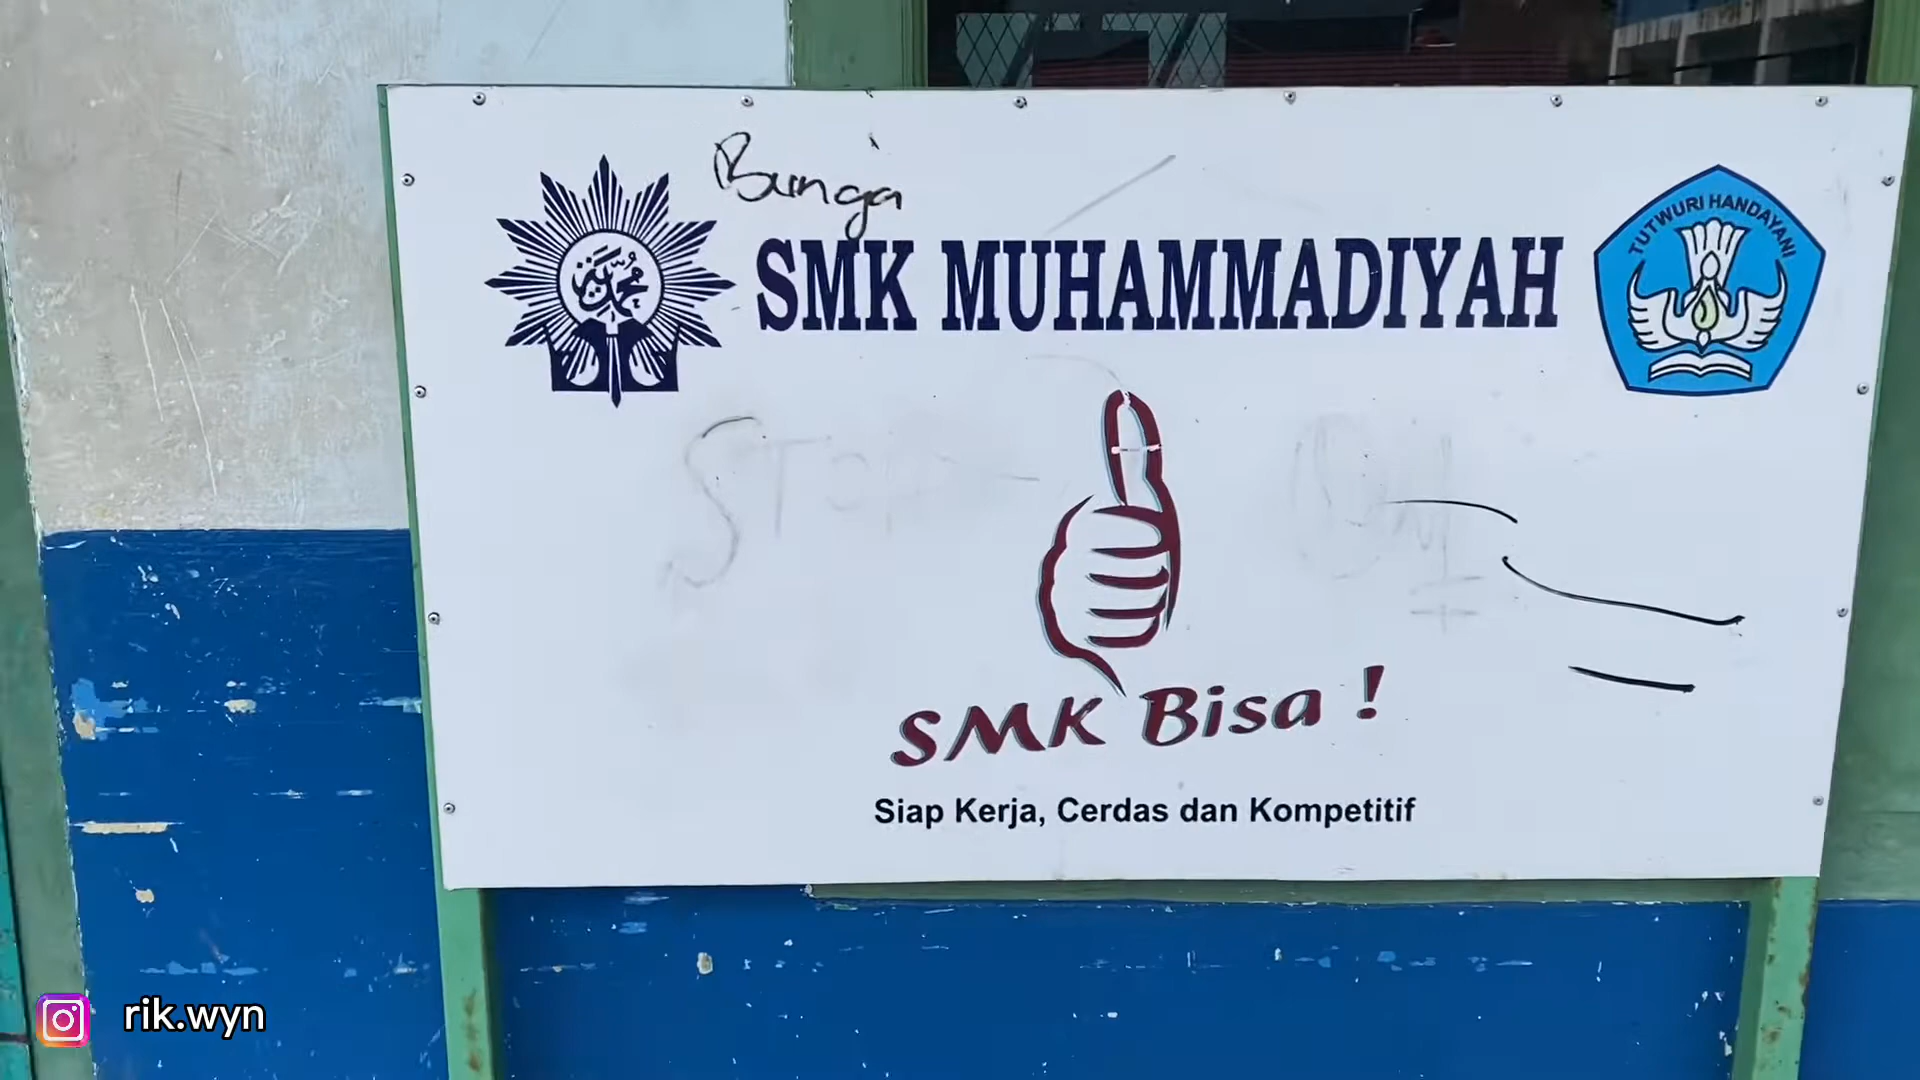 Bunga
SMK MUHAMMADIYAH
TUTWURI HANDAYANI
STOP
SMK Bisa !
Siap Kerja, Cerdas dan Kompetitif
rik.wyn